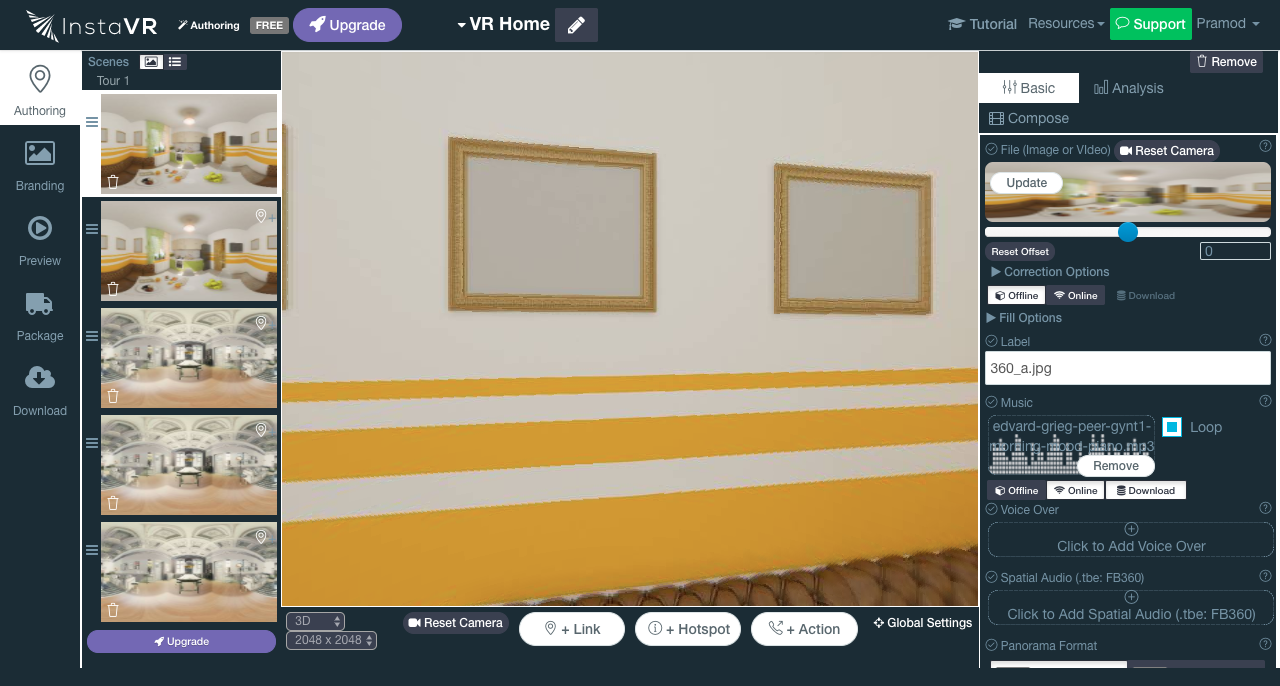 InstaVR
Authoring
FREE
Upgrade
VR Home
Tutorial
Resources
Support
Pramod
Authoring
Branding
Preview
Package
Download
Scenes
Tour 1
Upgrade
3D
2048 x 2048
Reset Camera
+ Link
+ Hotspot
+ Action
Global Settings
Remove
Basic
Analysis
Compose
File (Image or VIdeo)
Reset Camera
Update
Reset Offset
0
Correction Options
Offline
Online
Download
Fill Options
Label
360_a.jpg
Music
edvard-grieg-peer-gynt1-
morning-mood-piano.mp3
Loop
Remove
Offline
Online
Download
Voice Over
Click to Add Voice Over
Spatial Audio (.tbe: FB360)
Click to Add Spatial Audio (.tbe: FB360)
Panorama Format